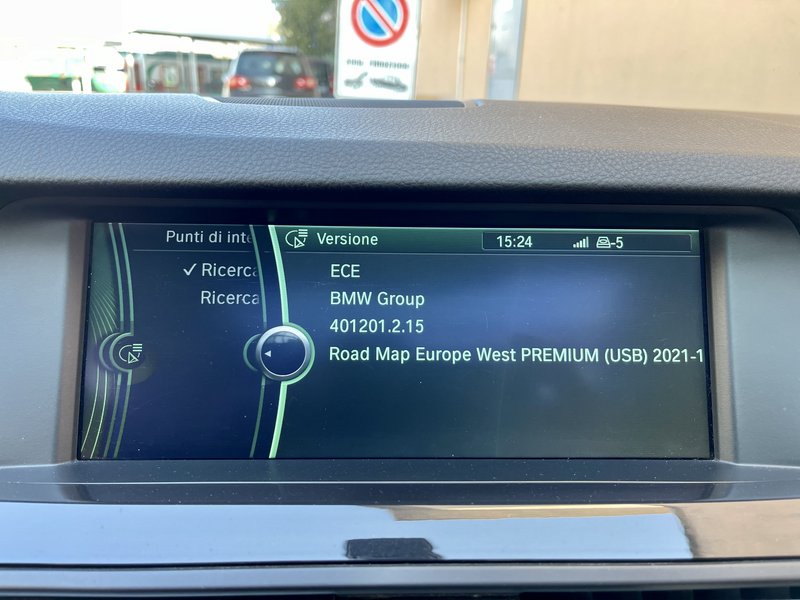 Punti di inte
Versione
15:24
-5
✓ Ricerca
Ricerca
ECE
BMW Group
401201.2.15
Road Map Europe West PREMIUM (USB) 2021-1